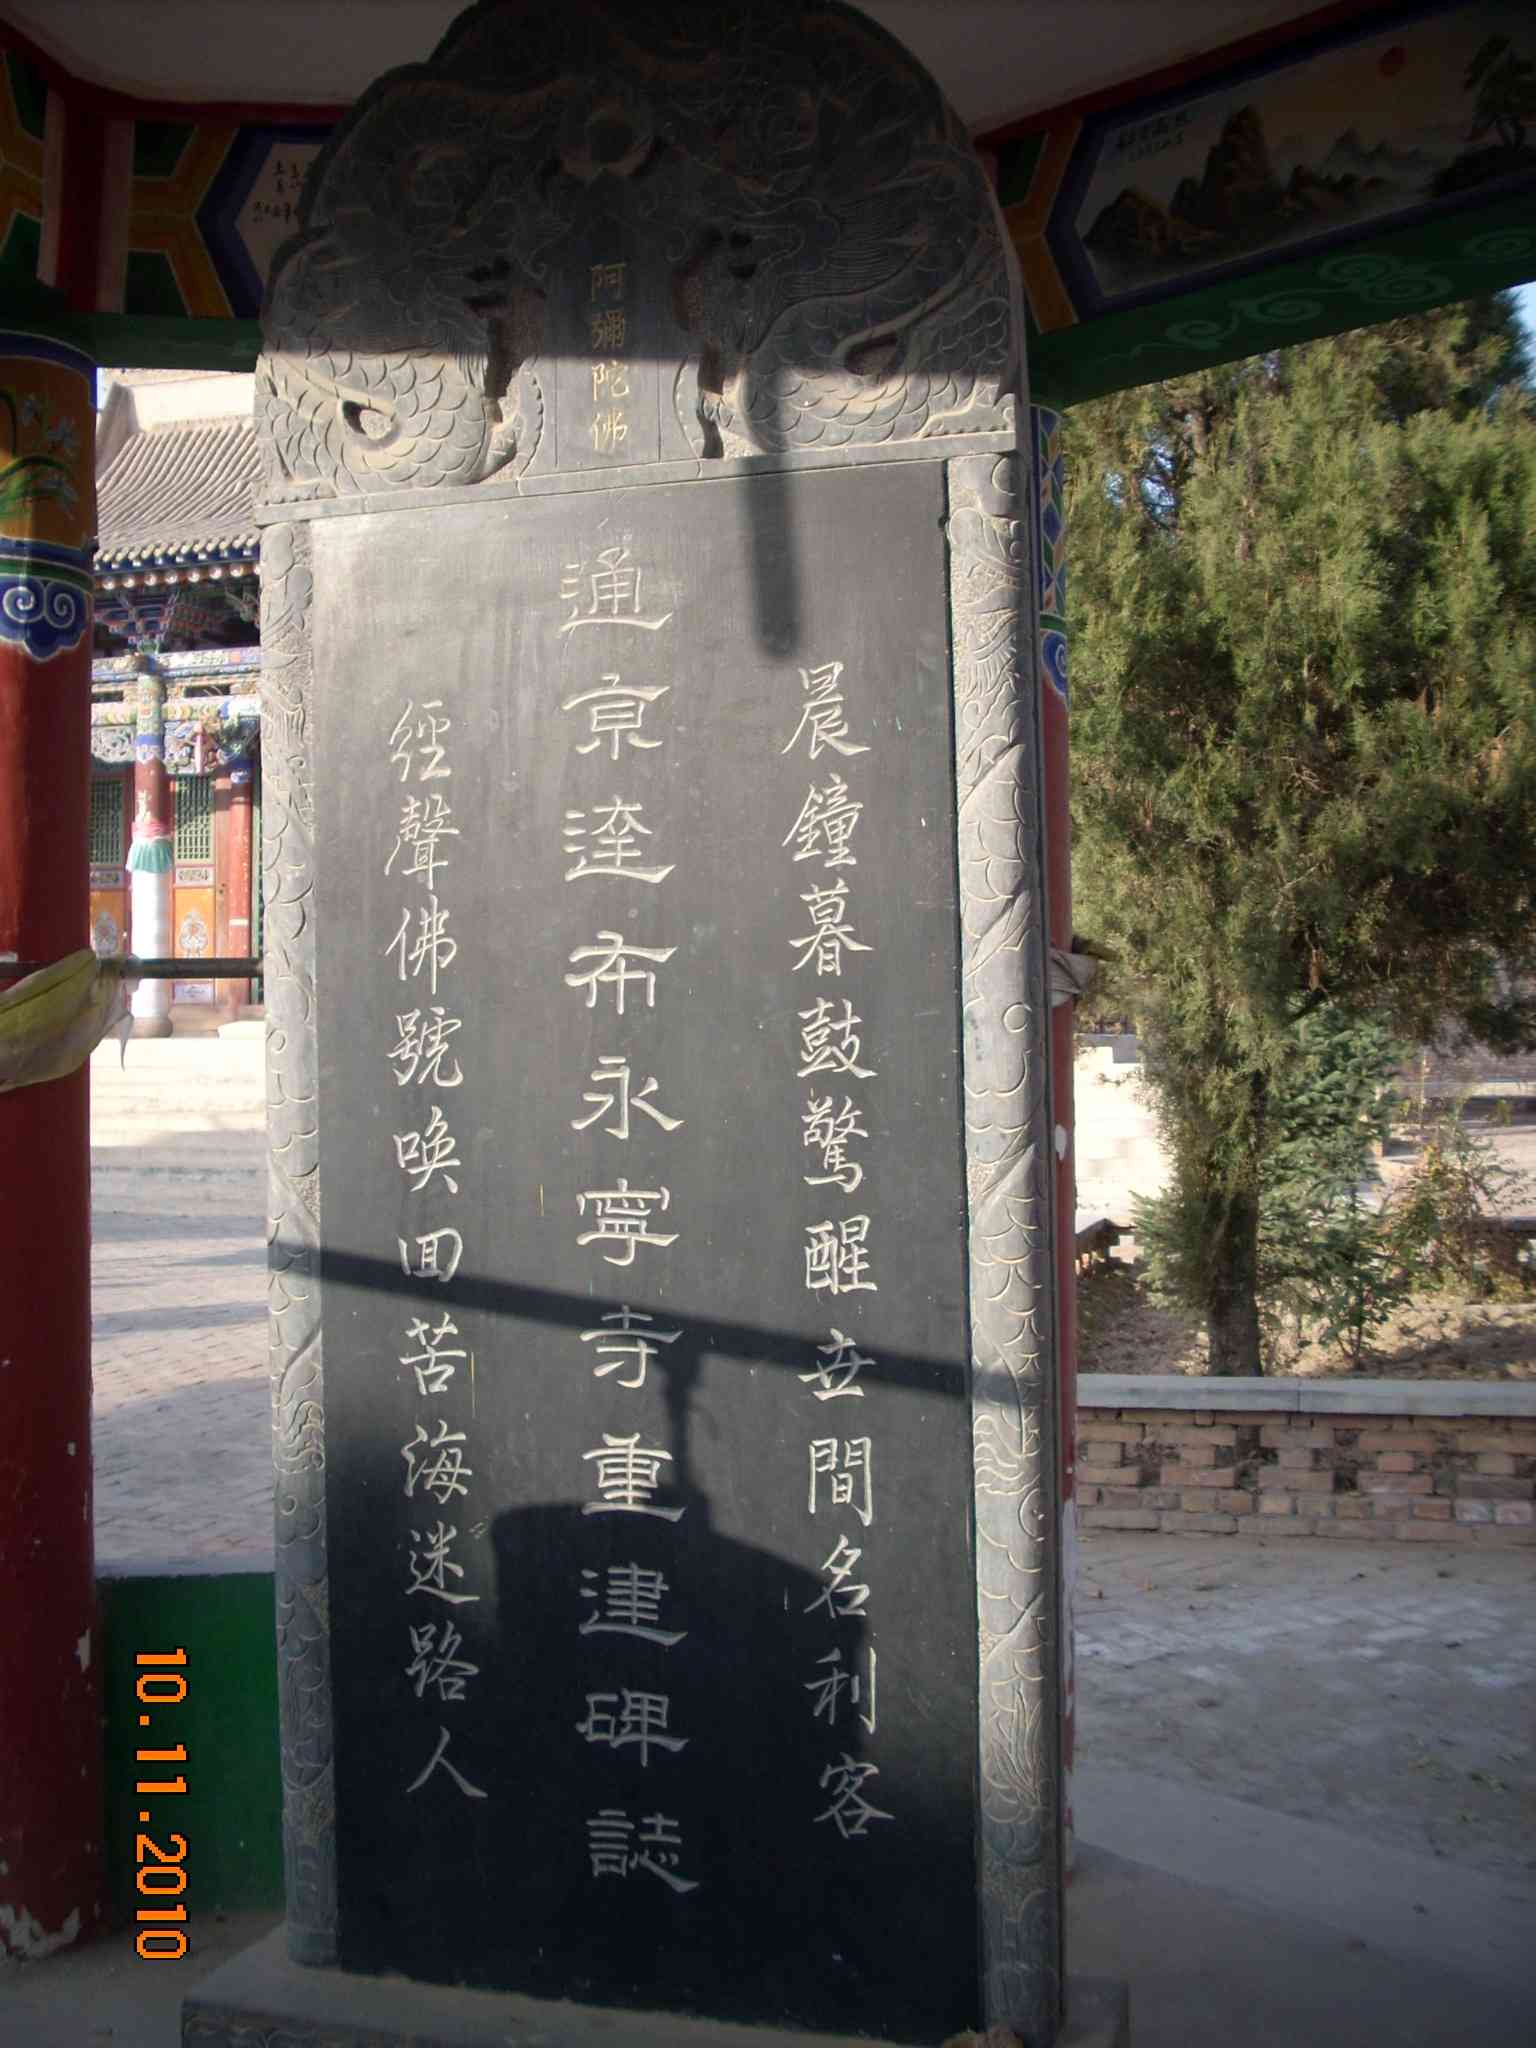 阿彌陀佛
晨鐘暮鼓驚醒世間名利客
通京逹布永寧寺重建碑誌
經聲佛號喚回苦海迷路人
10.11.2010